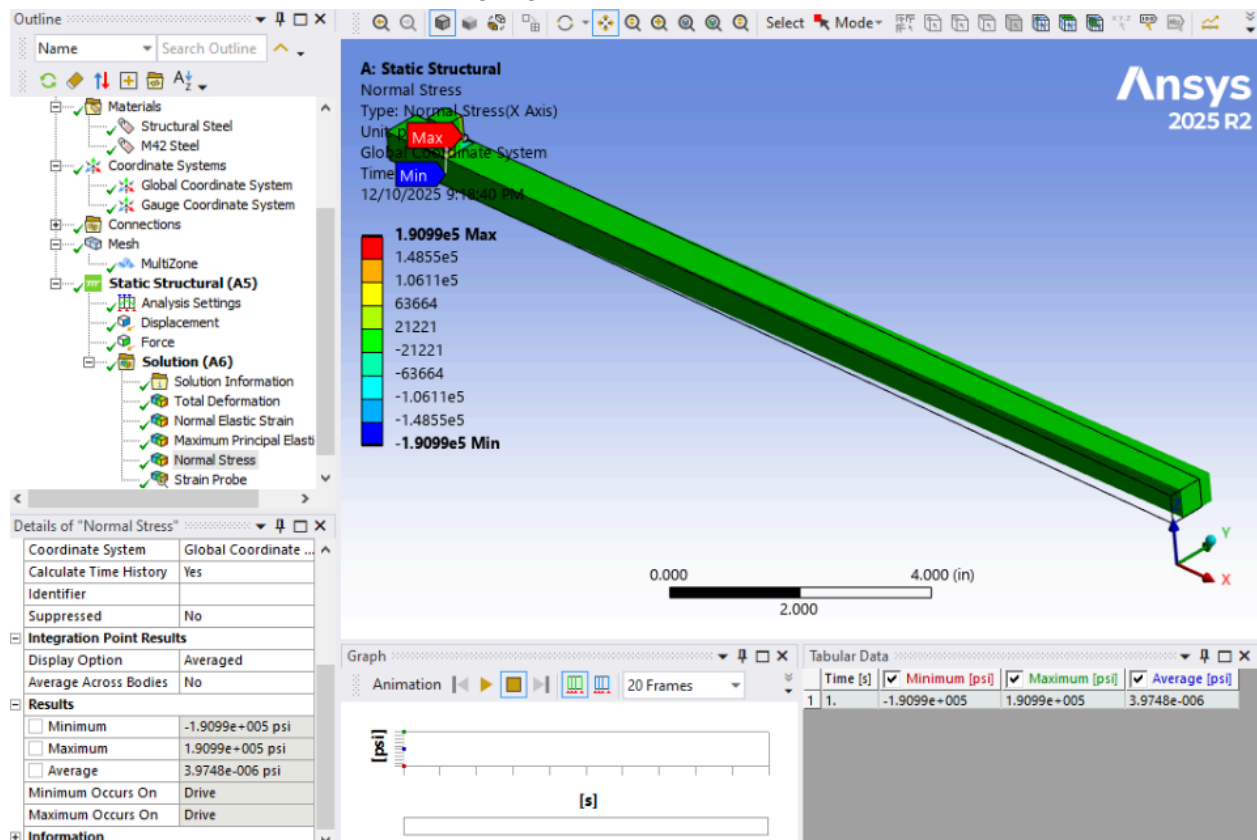 Outline
Name
Search Outline
Materials
Structural Steel
M42 Steel
Coordinate Systems
Global Coordinate System
Gauge Coordinate System
Connections
Mesh
MultiZone
Static Structural (A5)
Analysis Settings
Displacement
Force
Solution (A6)
Solution Information
Total Deformation
Normal Elastic Strain
Maximum Principal Elasti
Normal Stress
Strain Probe
Details of "Normal Stress"
Coordinate System Global Coordinate ...
Calculate Time History Yes
Identifier
Suppressed No
Integration Point Results
Display Option Averaged
Average Across Bodies No
Results
Minimum -1.9099e+005 psi
Maximum 1.9099e+005 psi
Average 3.9748e-006 psi
Minimum Occurs On Drive
Maximum Occurs On Drive
Information
Select Mode
A: Static Structural
Normal Stress
Type: Normal Stress(X Axis)
Unit: p
Global Coordinate System
Time
12/10/2025 9:18:40 PM
Max
Min
1.9099e5 Max
1.4855e5
1.0611e5
63664
21221
-21221
-63664
-1.0611e5
-1.4855e5
-1.9099e5 Min
Ansys
2025 R2
0.000 4.000 (in)
2.000
Y
X
Graph
Animation 20 Frames
[psi]
[s]
Tabular Data
Time [s] Minimum [psi] Maximum [psi] Average [psi]
1 1. -1.9099e+005 1.9099e+005 3.9748e-006